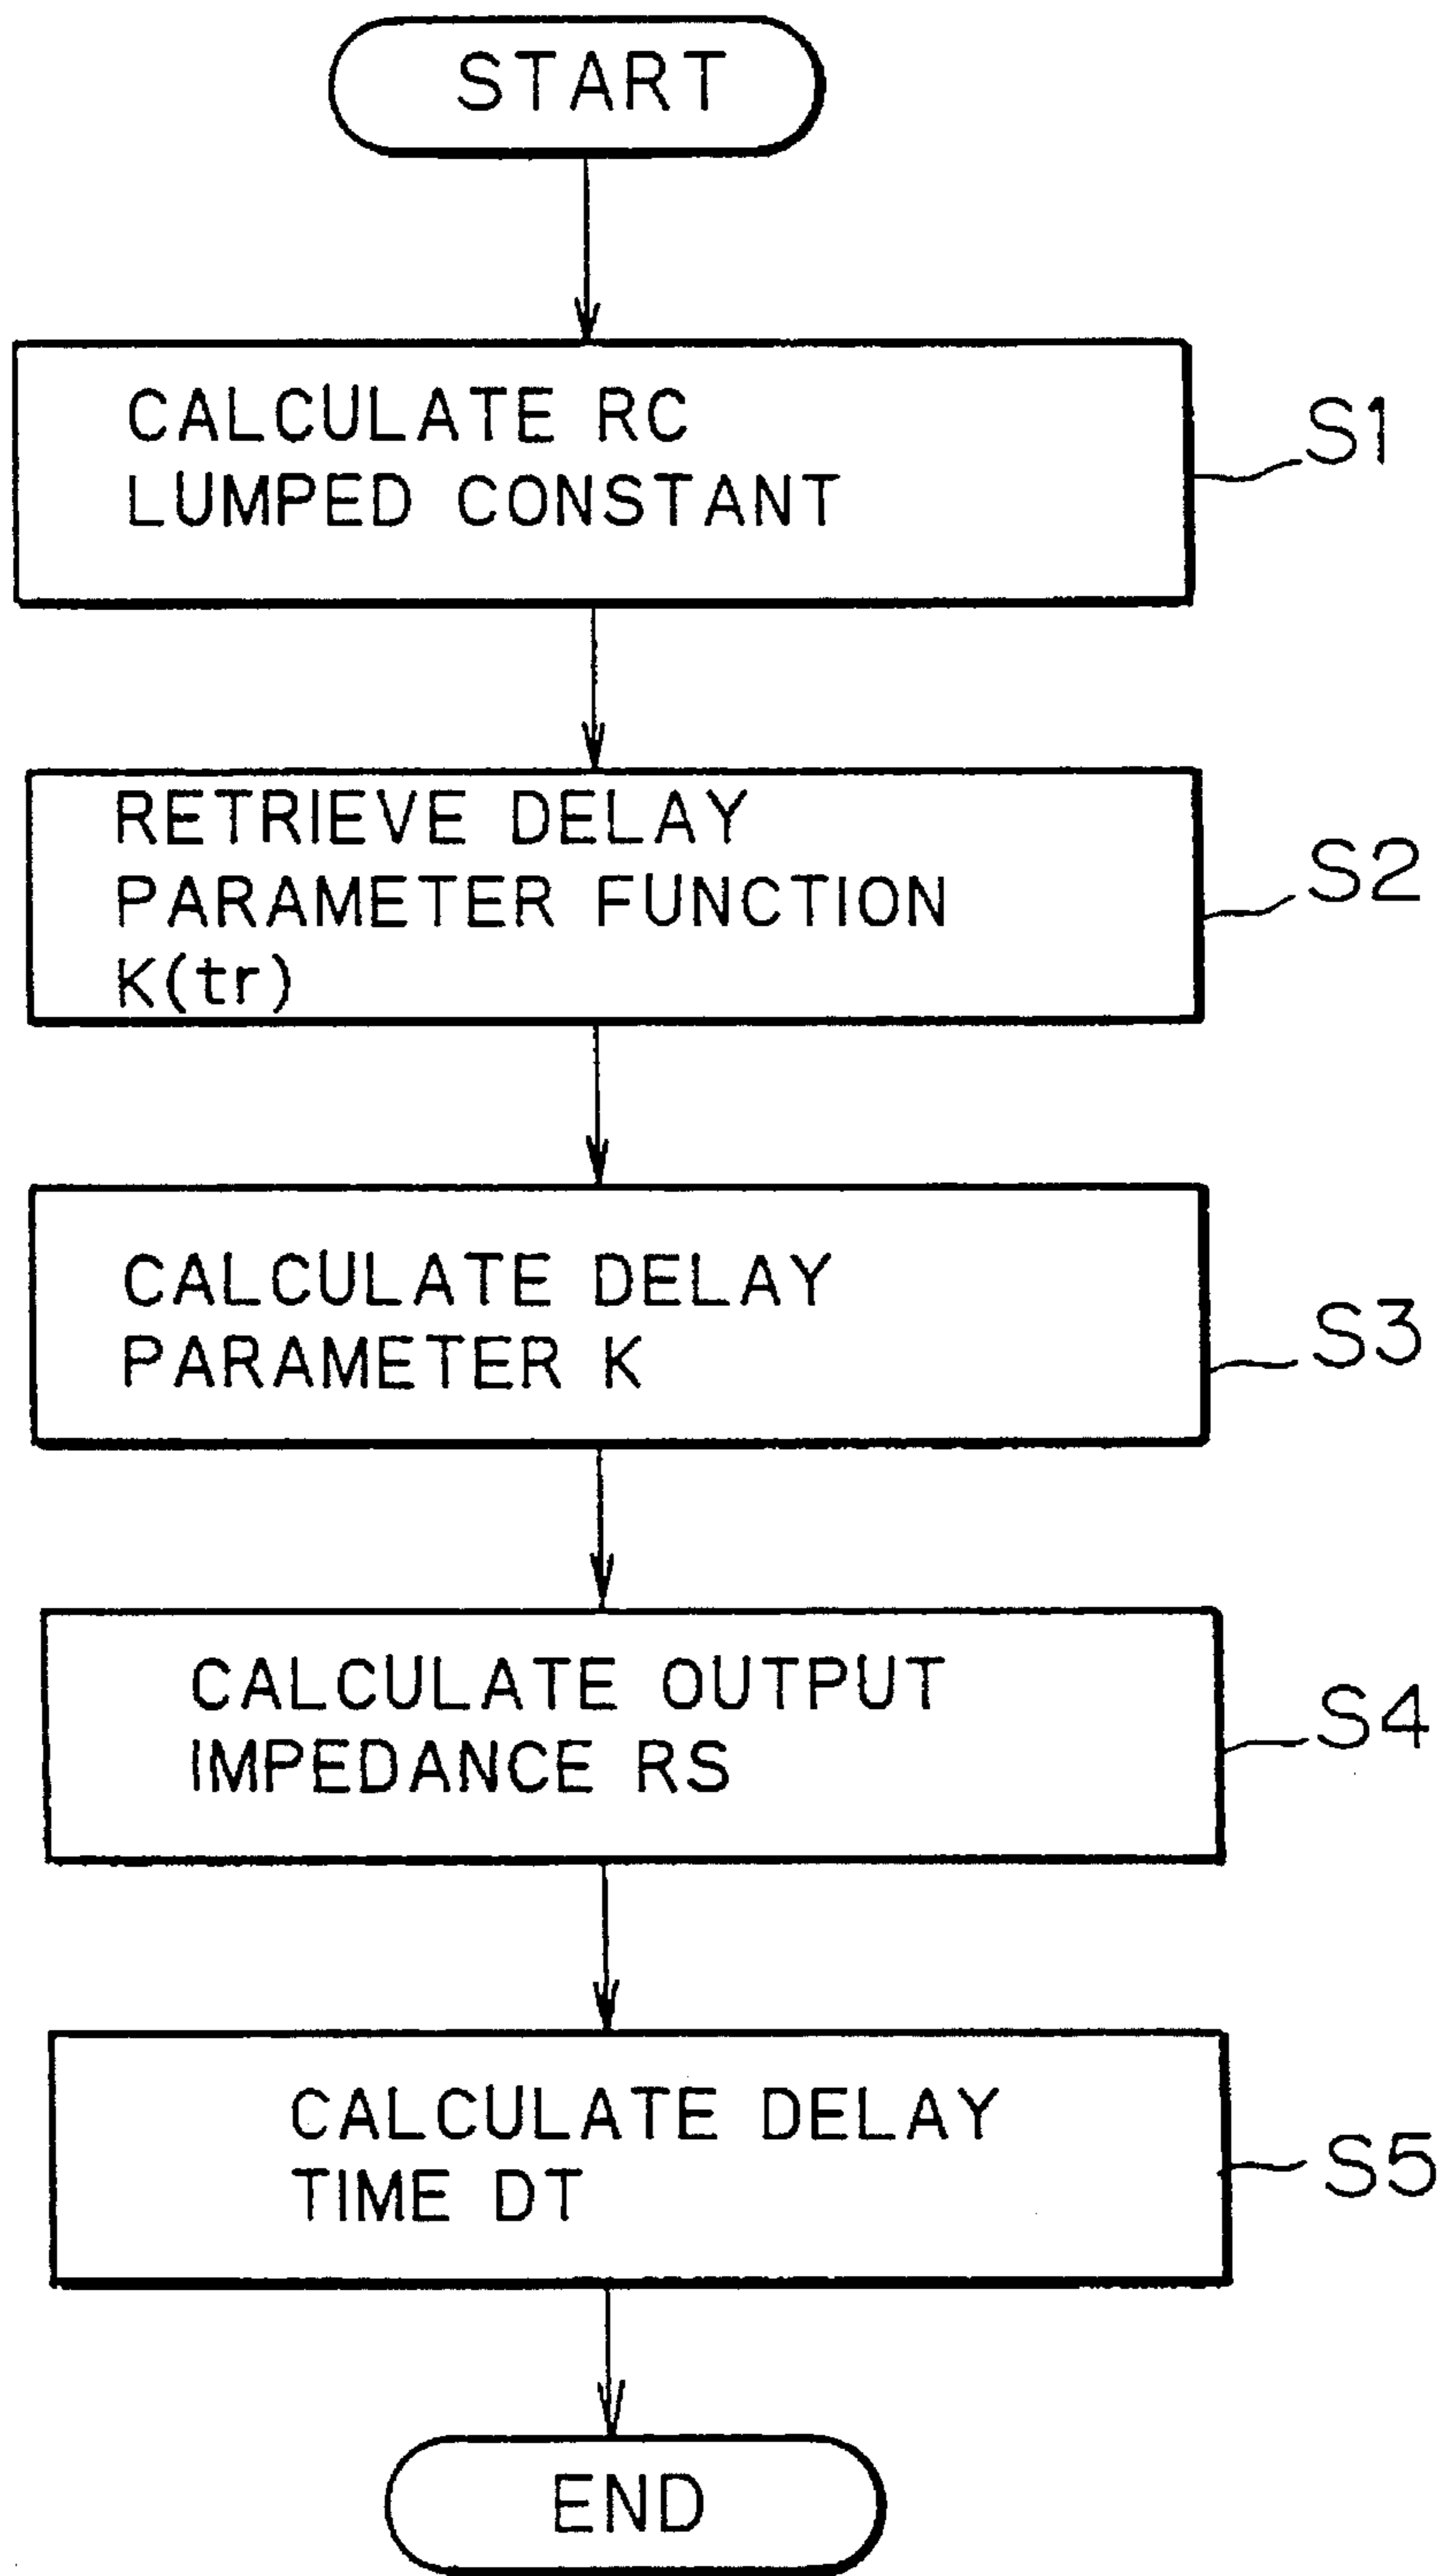 START
CALCULATE RC
LUMPED CONSTANT
S1
RETRIEVE DELAY
PARAMETER FUNCTION
K(tr)
S2
CALCULATE DELAY
PARAMETER K
S3
CALCULATE OUTPUT
IMPEDANCE RS
S4
CALCULATE DELAY
TIME DT
S5
END